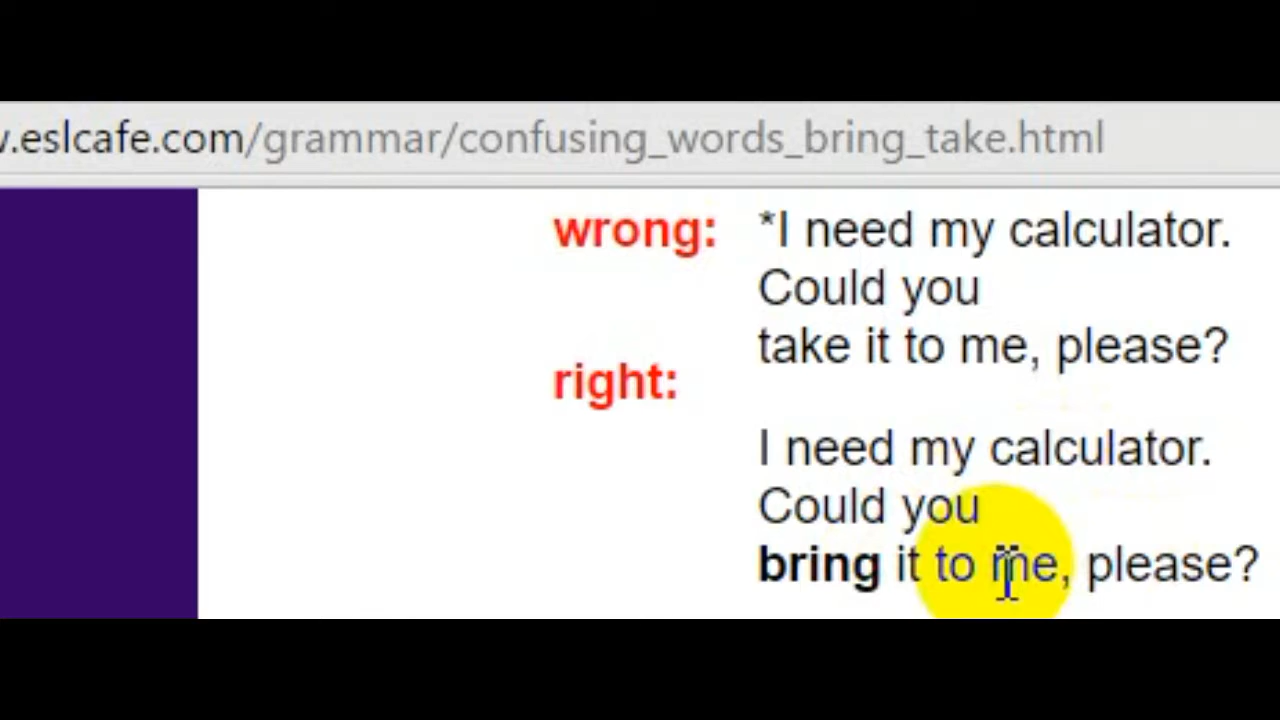 .eslcafe.com/grammar/confusing_words_bring_take.html
wrong: *I need my calculator.
Could you
take it to me, please?
right:
I need my calculator.
Could you
bring it to me, please?